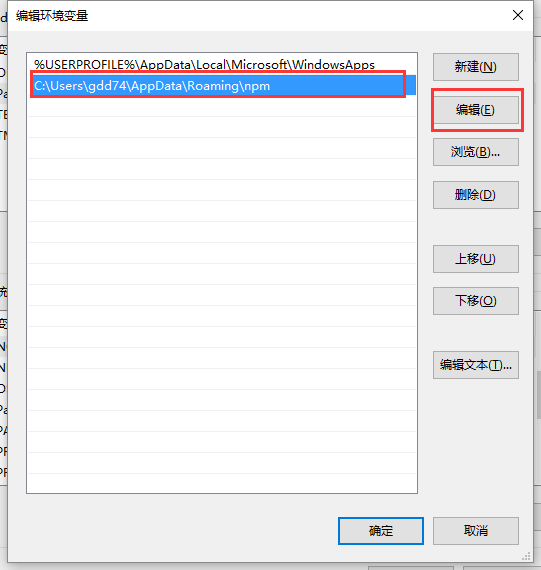 编辑环境变量
%USERPROFILE%\AppData\Local\Microsoft\WindowsApps
C:\Users\gdd74\AppData\Roaming\npm
新建(N)
编辑(E)
浏览(B)...
删除(D)
上移(U)
下移(O)
编辑文本(T)...
确定
取消